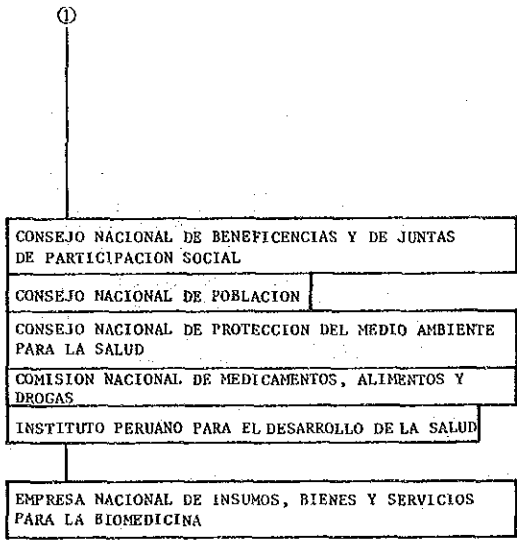 ①
CONSEJO NACIONAL DE BENEFICENCIAS Y DE JUNTAS
DE PARTICIPACION SOCIAL
CONSEJO NACIONAL DE POBLACION
CONSEJO NACIONAL DE PROTECCION DEL MEDIO AMBIENTE
PARA LA SALUD
COMISION NACIONAL DE MEDICAMENTOS, ALIMENTOS Y
DROGAS
INSTITUTO PERUANO PARA EL DESARROLLO DE LA SALUD
EMPRESA NACIONAL DE INSUMOS, BIENES Y SERVICIOS
PARA LA BIOMEDICINA